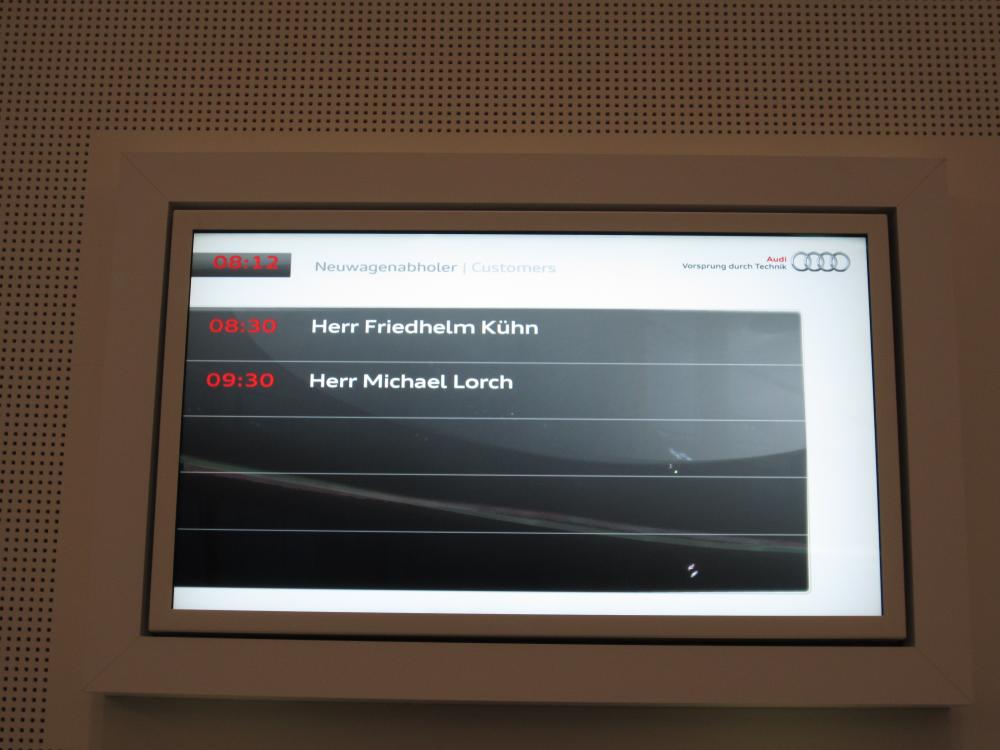 08:12 Neuwagenabholer | Customers
Audi
Vorsprung durch Technik
08:30 Herr Friedhelm Kühn
09:30 Herr Michael Lorch